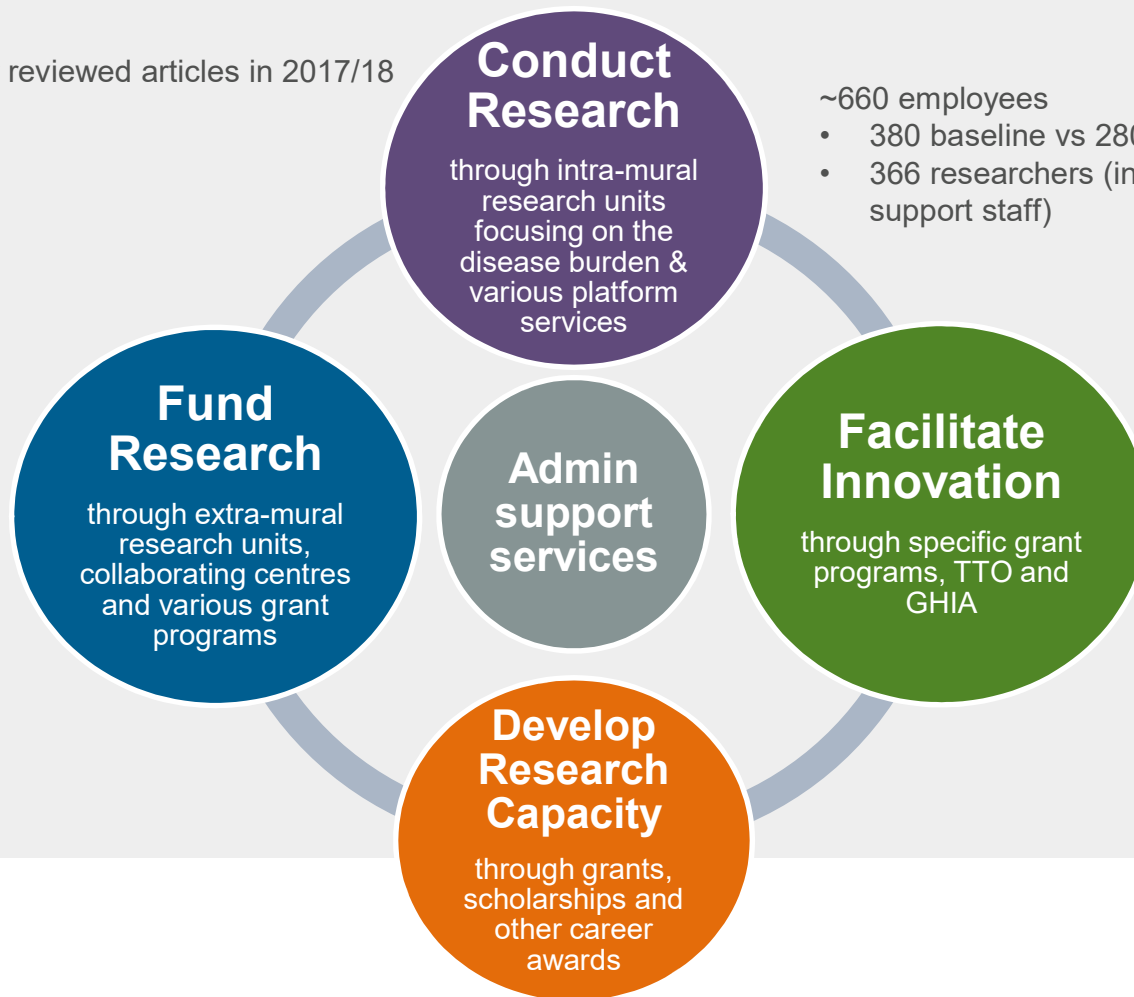 reviewed articles in 2017/18
Conduct
Research
through intra-mural
research units
focusing on the
disease burden &
various platform
services
~660 employees
• 380 baseline vs 280
• 366 researchers (in
support staff)
Fund
Research
through extra-mural
research units,
collaborating centres
and various grant
programs
Admin
support
services
Facilitate
Innovation
through specific grant
programs, TTO and
GHIA
Develop
Research
Capacity
through grants,
scholarships and
other career
awards